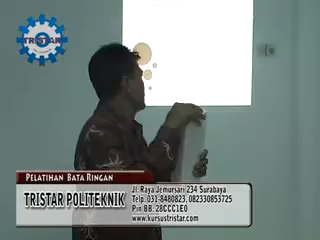 TRISTAR
PELATIHAN BATA RINGAN
TRISTAR POLITEKNIK
Jl. Raya Jemursari 234 Surabaya
Telp. 031-8480823, 082330853725
Pin BB: 28CCC1E0
www.kursustristar.com